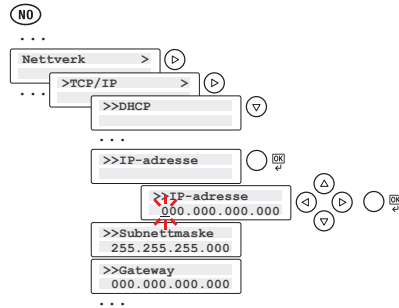 NO
...
Nettverk >
>TCP/IP >
...
>>DHCP
...
>>IP-adresse
OK
>>IP-adresse
000.000.000.000
OK
>>Subnettmaske
255.255.255.000
>>Gateway
000.000.000.000
...